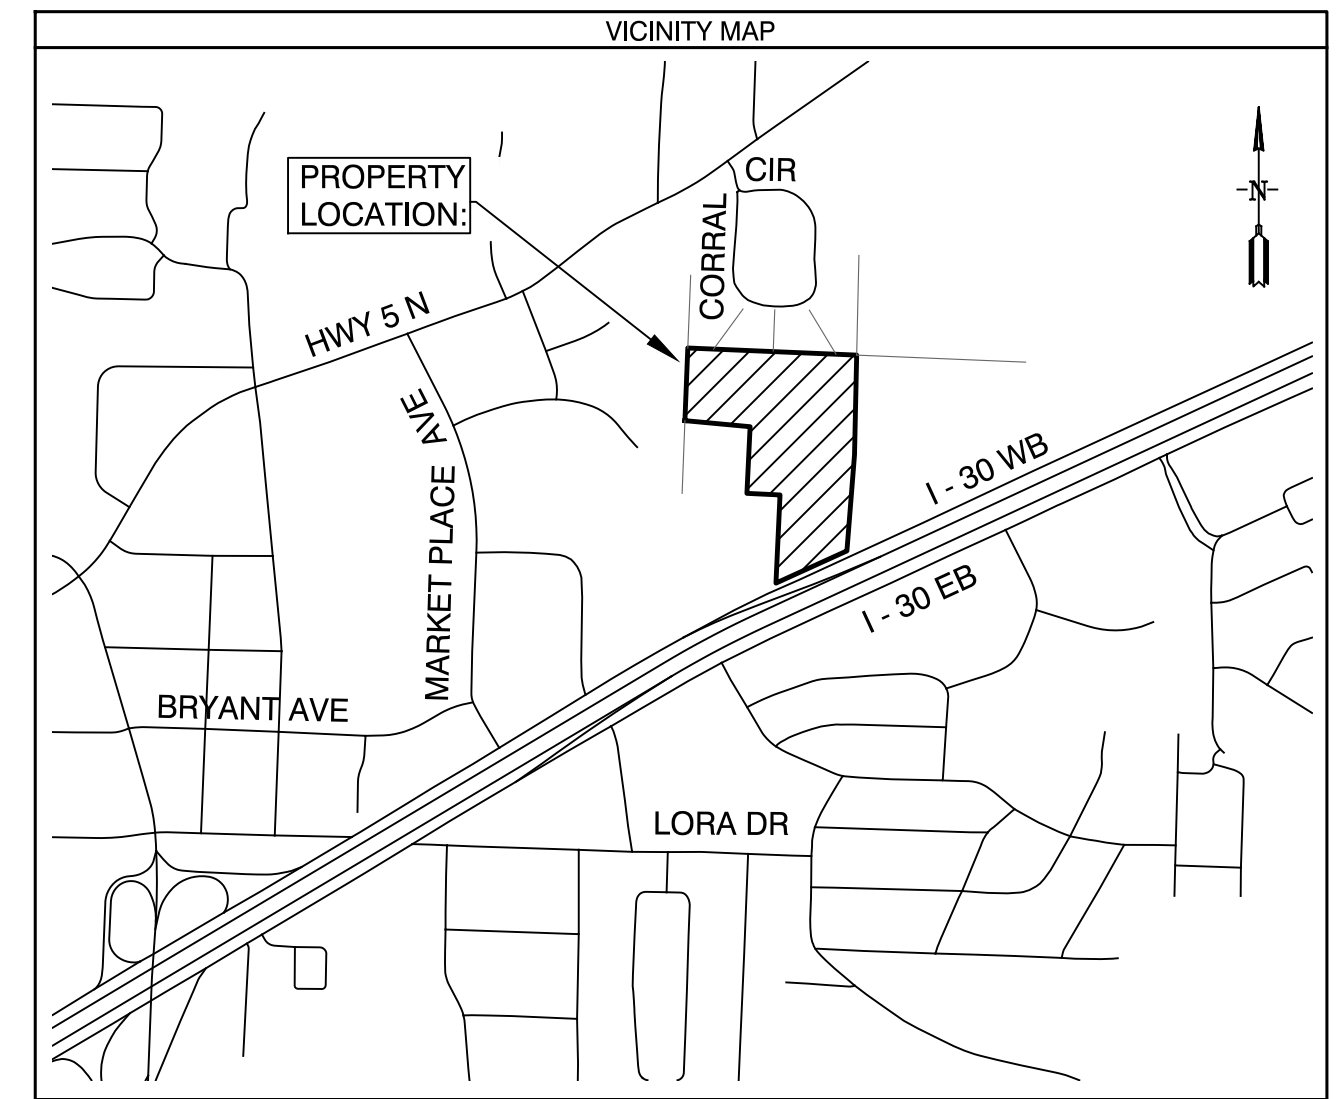 VICINITY MAP
PROPERTY
LOCATION:
CIR
CORRAL
N
HWY 5 N
MARKET PLACE AVE
I - 30 WB
I - 30 EB
BRYANT AVE
LORA DR